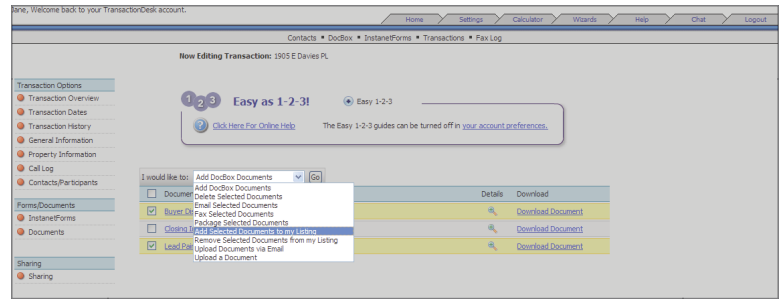 Jane, Welcome back to your TransactionDesk account.
Home Settings Calculator Wizards Help Chat Logout
Contacts ▪ DocBox ▪ InstanetForms ▪ Transactions ▪ Fax Log
Now Editing Transaction: 1905 E Davies PL
Transaction Options
Transaction Overview
Transaction Dates
Transaction History
General Information
Property Information
Call Log
Contacts/Participants
Forms/Documents
InstanetForms
Documents
Sharing
Sharing
1 2 3 Easy as 1-2-3! Easy 1-2-3
Click Here For Online Help The Easy 1-2-3 guides can be turned off in your account preferences.
I would like to: Add DocBox Documents Go
Add DocBox Documents
Delete Selected Documents
Email Selected Documents
Fax Selected Documents
Package Selected Documents
Add Selected Documents to my Listing
Remove Selected Documents from my Listing
Upload Documents via Email
Upload a Document
Documen Details Download
Buyer Di Download Document
Closing I Download Document
Lead Pai Download Document